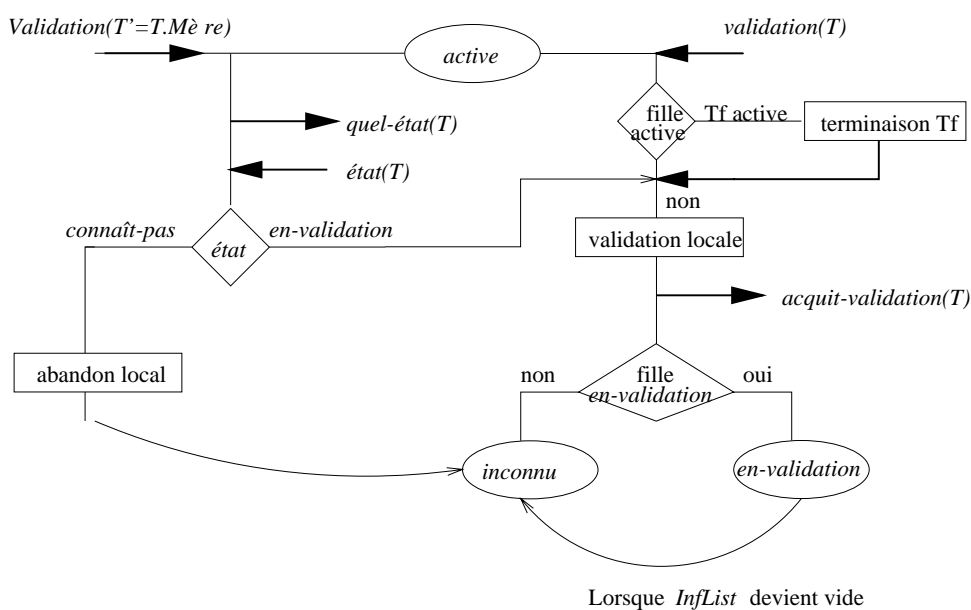 Validation(T'=T.Mè re)
validation(T)
active
fille
active
Tf active
terminaison Tf
quel-état(T)
état(T)
non
connaît-pas
état
en-validation
validation locale
acquit-validation(T)
abandon local
non
fille
en-validation
oui
inconnu
en-validation
Lorsque InfList devient vide